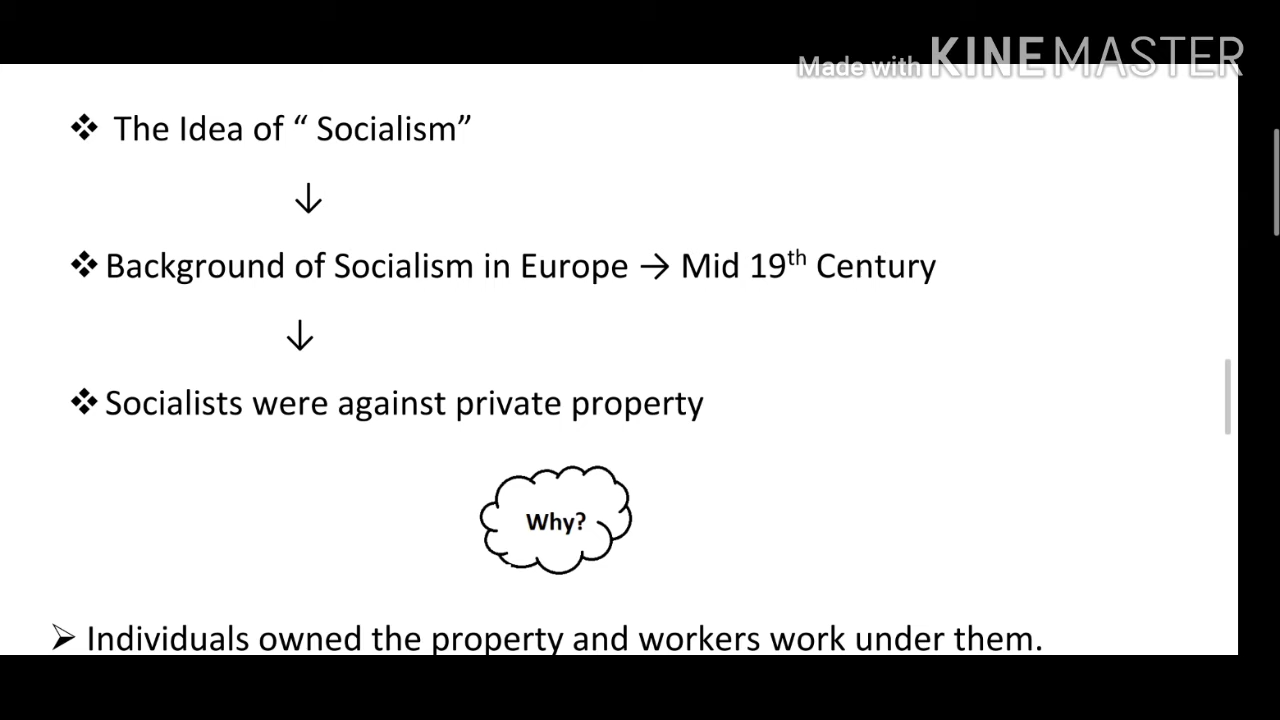 Made with KINEMASTER
❖ The Idea of “ Socialism”
↓
❖ Background of Socialism in Europe → Mid 19th Century
↓
❖ Socialists were against private property
Why?
➢ Individuals owned the property and workers work under them.